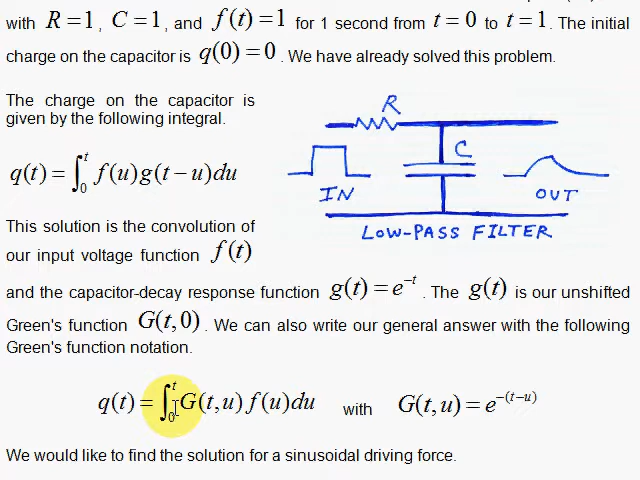 with R = 1, C = 1, and f(t) = 1 for 1 second from t = 0 to t = 1. The initial
charge on the capacitor is q(0) = 0. We have already solved this problem.
The charge on the capacitor is
given by the following integral.
q(t) = ∫₀ᵗ f(u)g(t − u)du
R
C
IN
OUT
LOW-PASS FILTER
This solution is the convolution of
our input voltage function f(t)
and the capacitor-decay response function g(t) = e^{−t}. The g(t) is our unshifted
Green's function G(t,0). We can also write our general answer with the following
Green's function notation.
q(t) = ∫₀ᵗ G(t,u) f(u)du with G(t,u) = e^{−(t−u)}
We would like to find the solution for a sinusoidal driving force.